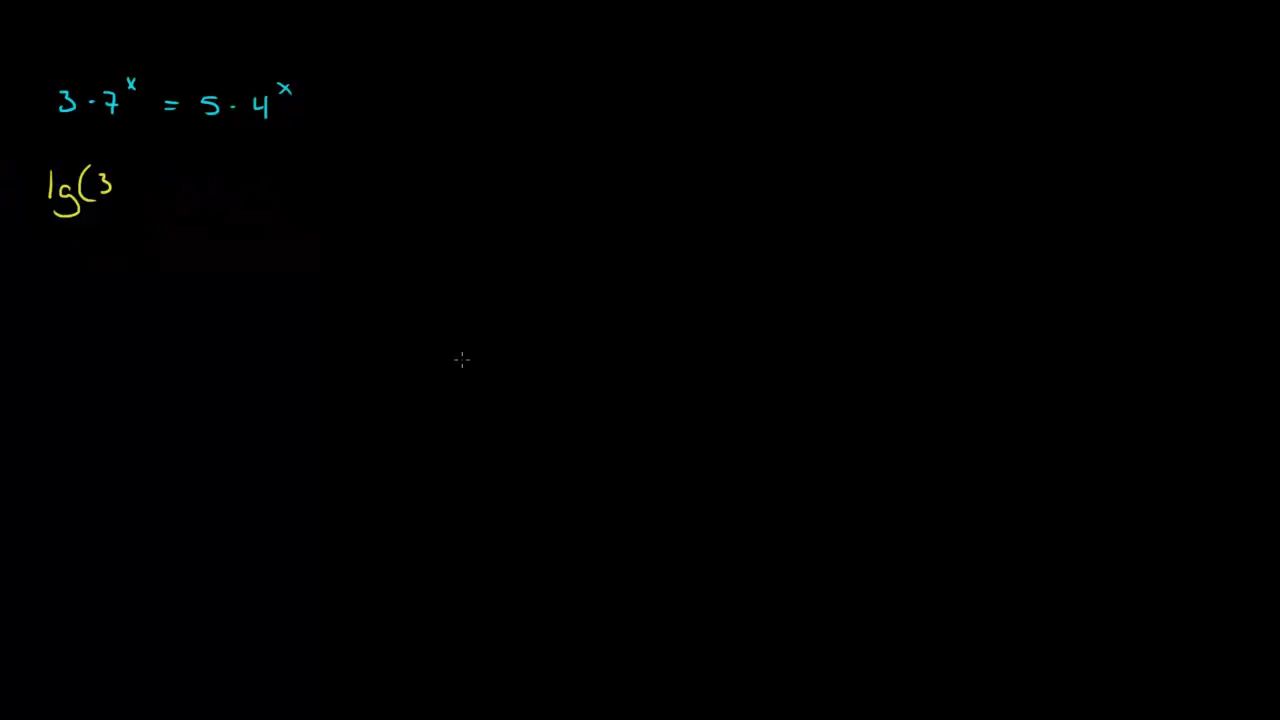 3 · 7^x = 5 · 4^x
lg(3